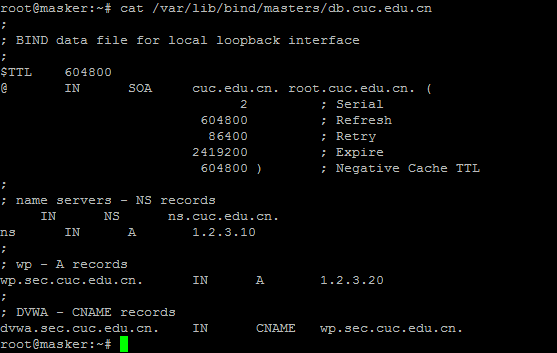 root@masker:~# cat /var/lib/bind/masters/db.cuc.edu.cn
;
; BIND data file for local loopback interface
;
$TTL    604800
@       IN      SOA     cuc.edu.cn. root.cuc.edu.cn. (
                              2         ; Serial
                         604800         ; Refresh
                          86400         ; Retry
                        2419200         ; Expire
                         604800 )       ; Negative Cache TTL
;
; name servers - NS records
     IN      NS      ns.cuc.edu.cn.
ns      IN      A       1.2.3.10
;
; wp - A records
wp.sec.cuc.edu.cn.      IN      A       1.2.3.20
;
; DVWA - CNAME records
dvwa.sec.cuc.edu.cn.    IN      CNAME   wp.sec.cuc.edu.cn.
root@masker:~#